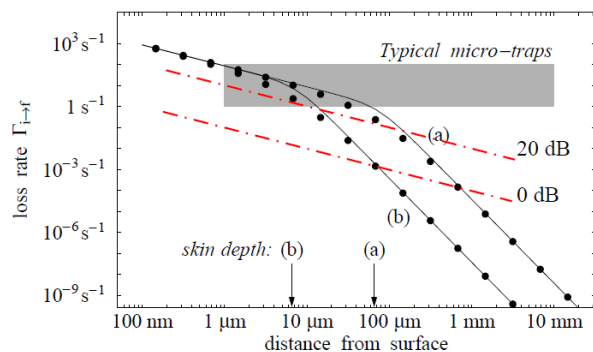 10³ s⁻¹
Typical micro-traps
1 s⁻¹
(a)
20 dB
10⁻³ s⁻¹
0 dB
(b)
10⁻⁶ s⁻¹
skin depth: (b) (a)
10⁻⁹ s⁻¹
100 nm 1 μm 10 μm 100 μm 1 mm 10 mm
distance from surface
loss rate Γi→f